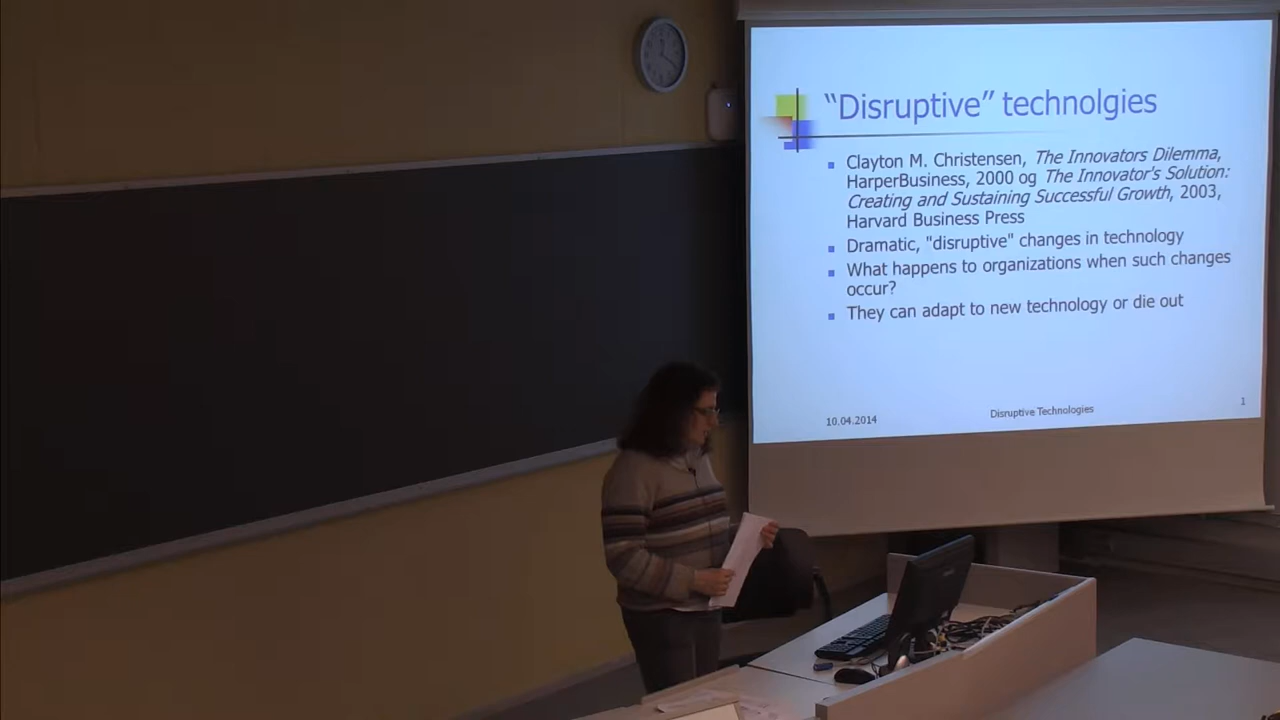 “Disruptive” technolgies
Clayton M. Christensen, The Innovators Dilemma,
HarperBusiness, 2000 og The Innovator's Solution:
Creating and Sustaining Successful Growth, 2003,
Harvard Business Press
Dramatic, "disruptive" changes in technology
What happens to organizations when such changes
occur?
They can adapt to new technology or die out
10.04.2014
Disruptive Technologies
1